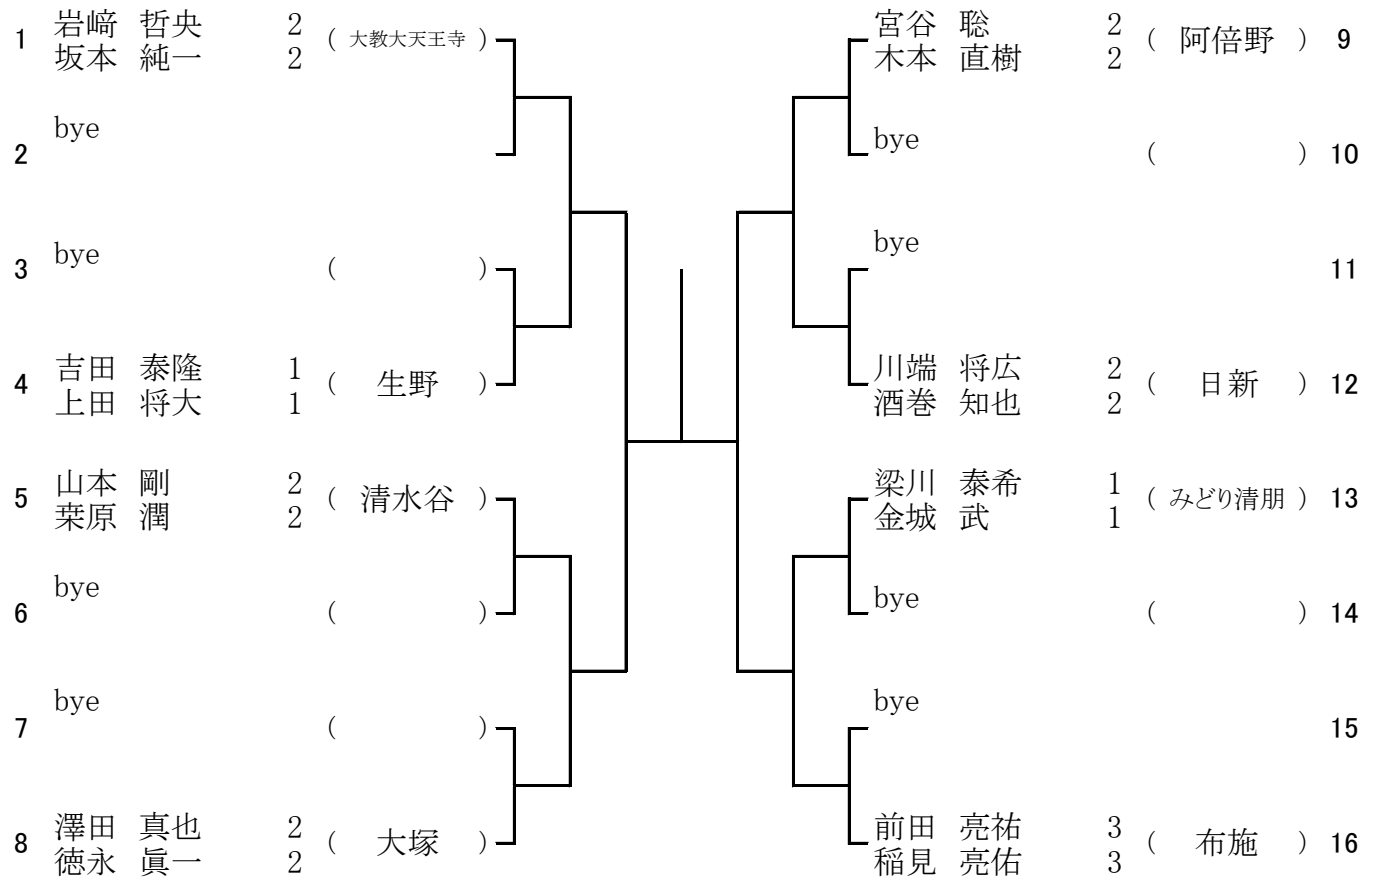 1 岩﨑 哲央 2 ( 大教大天王寺 )
坂本 純一 2
2 bye
3 bye ( )
4 吉田 泰隆 1 ( 生野 )
上田 将大 1
5 山本 剛 2 ( 清水谷 )
桒原 潤 2
6 bye ( )
7 bye ( )
8 澤田 真也 2 ( 大塚 )
徳永 眞一 2
宮谷 聡 2 ( 阿倍野 ) 9
木本 直樹 2
bye ( ) 10
bye 11
川端 将広 2 ( 日新 ) 12
酒巻 知也 2
梁川 泰希 1 ( みどり清朋 ) 13
金城 武 1
bye ( ) 14
bye 15
前田 亮祐 3 ( 布施 ) 16
稲見 亮佑 3